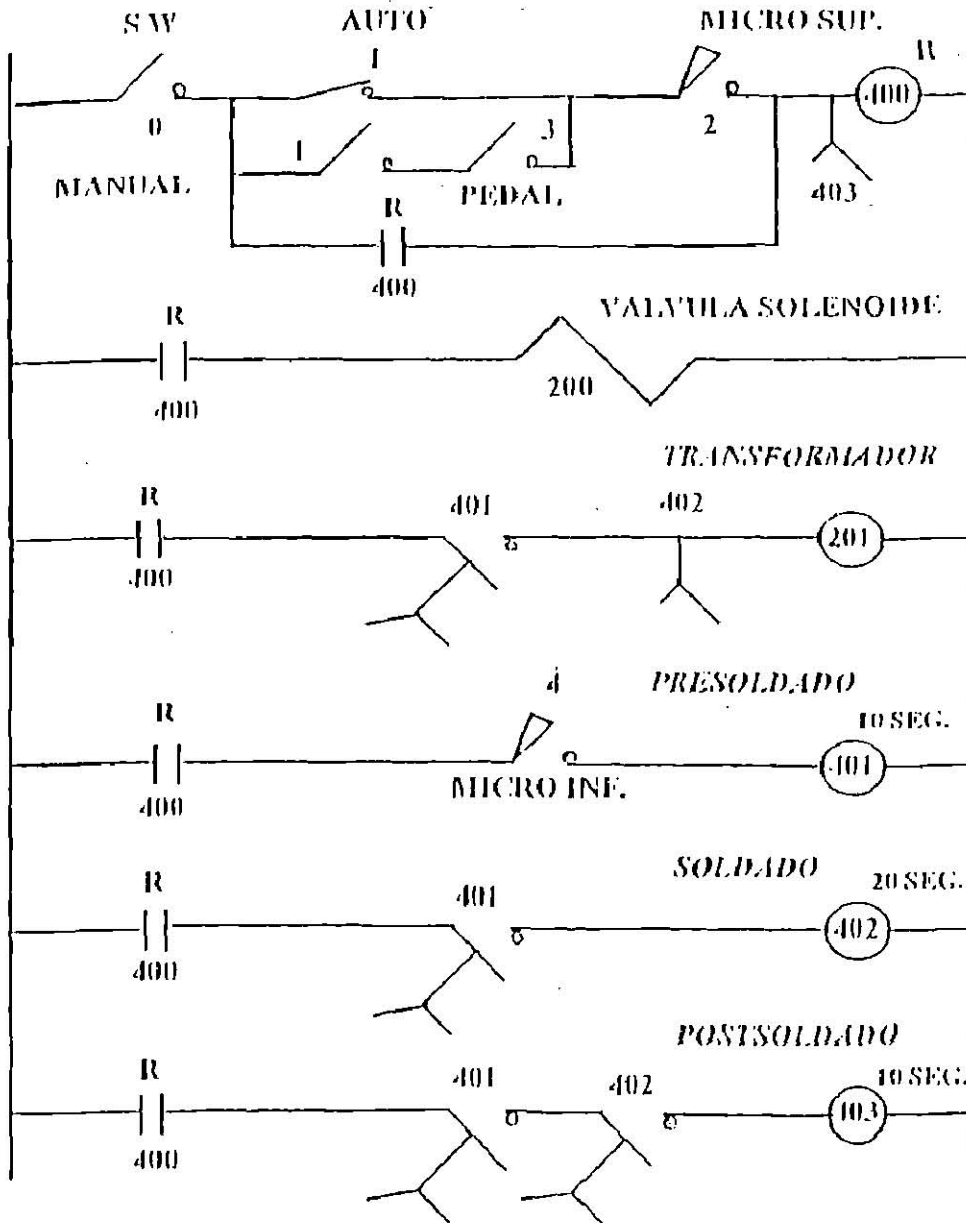 SW AUTO MICRO SUP. R
1 400
0 1 3 2
MANUAL PEDAL 403
R
400
VALVULA SOLENOIDE
R
200
400
TRANSFORMADOR
R 401 402
201
400
4 PRESOLDADO
R 10 SEG.
401
MICRO INF.
400
SOLDADO
R 401 20 SEG.
402
400
POSTSOLDADO
R 401 402 10 SEG.
403
400